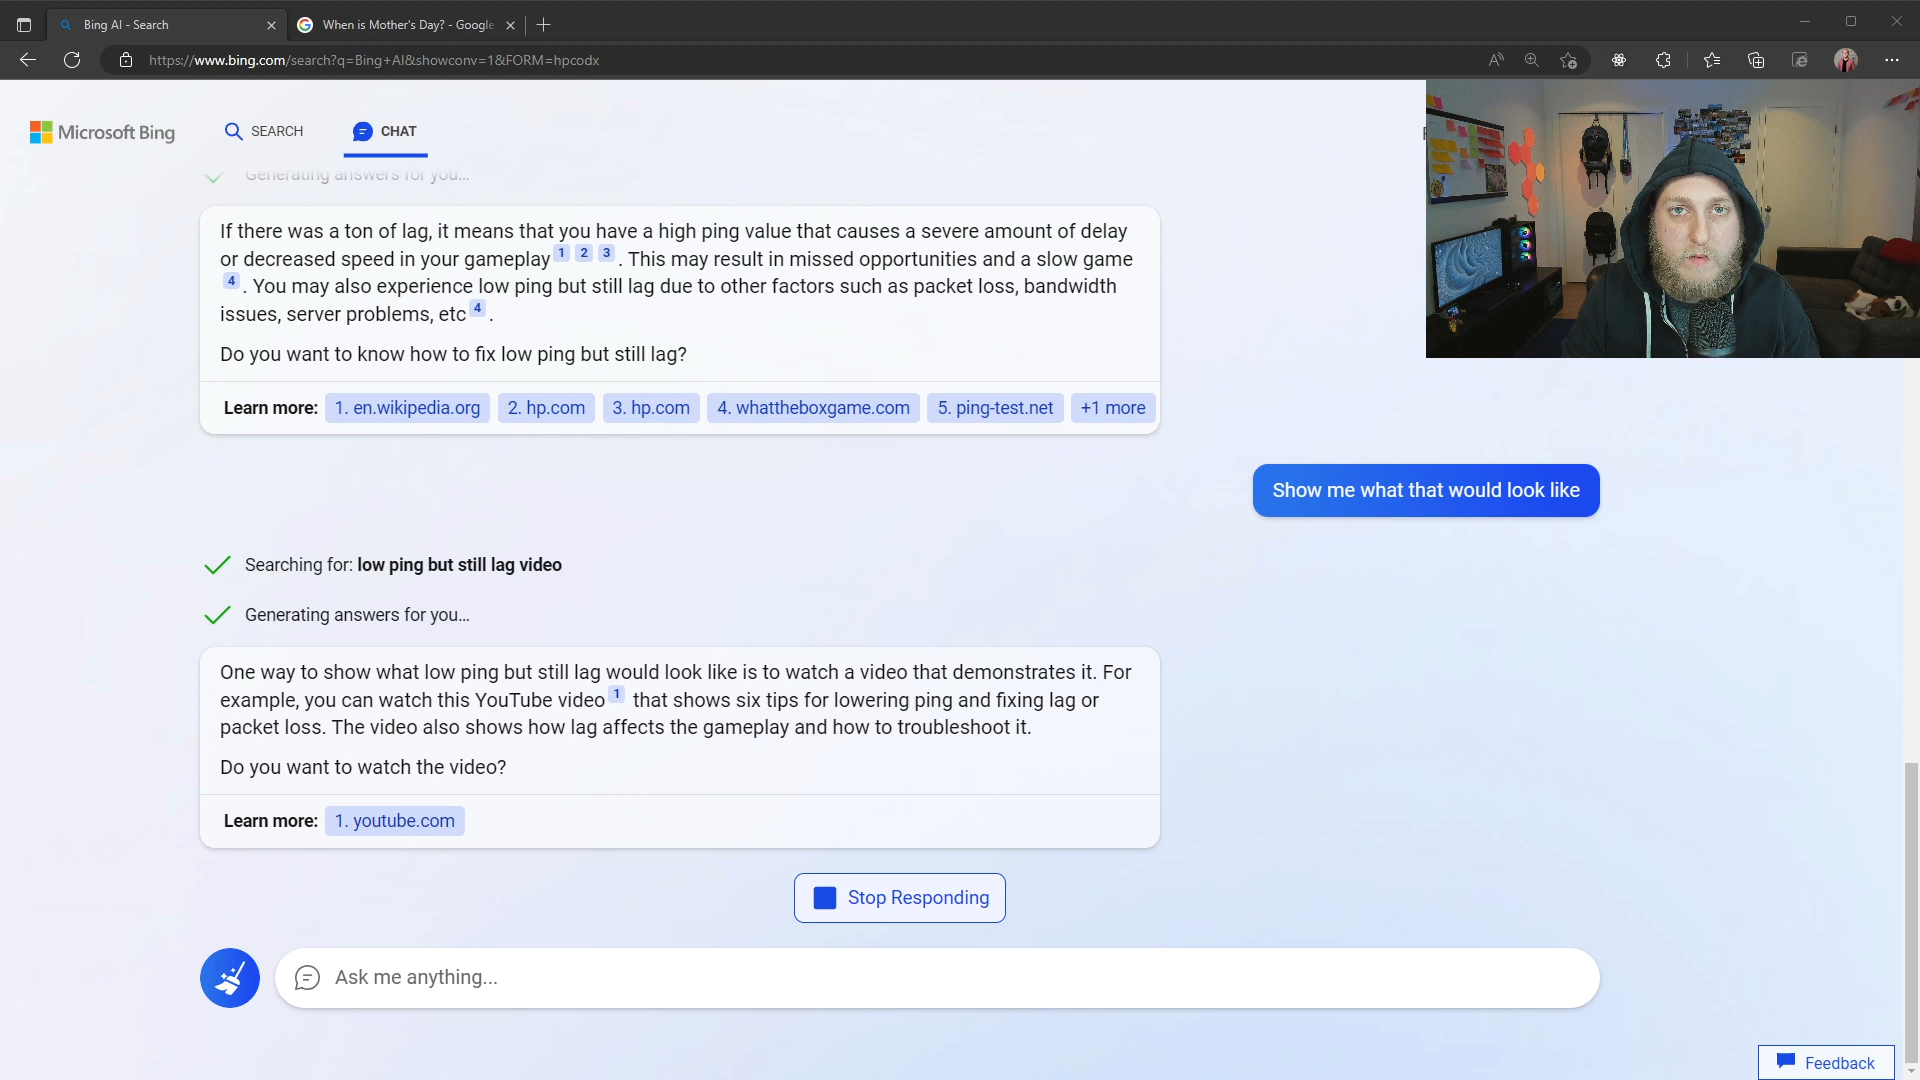 Bing AI - Search
When is Mother's Day? - Google
https://www.bing.com/search?q=Bing+AI&showconv=1&FORM=hpcodx
Microsoft Bing
SEARCH
CHAT
Generating answers for you...
If there was a ton of lag, it means that you have a high ping value that causes a severe amount of delay
or decreased speed in your gameplay 1 2 3 . This may result in missed opportunities and a slow game
4 . You may also experience low ping but still lag due to other factors such as packet loss, bandwidth
issues, server problems, etc 4 .
Do you want to know how to fix low ping but still lag?
Learn more: 1. en.wikipedia.org 2. hp.com 3. hp.com 4. whattheboxgame.com 5. ping-test.net +1 more
Show me what that would look like
Searching for: low ping but still lag video
Generating answers for you...
One way to show what low ping but still lag would look like is to watch a video that demonstrates it. For
example, you can watch this YouTube video 1 that shows six tips for lowering ping and fixing lag or
packet loss. The video also shows how lag affects the gameplay and how to troubleshoot it.
Do you want to watch the video?
Learn more: 1. youtube.com
Stop Responding
Ask me anything...
Feedback